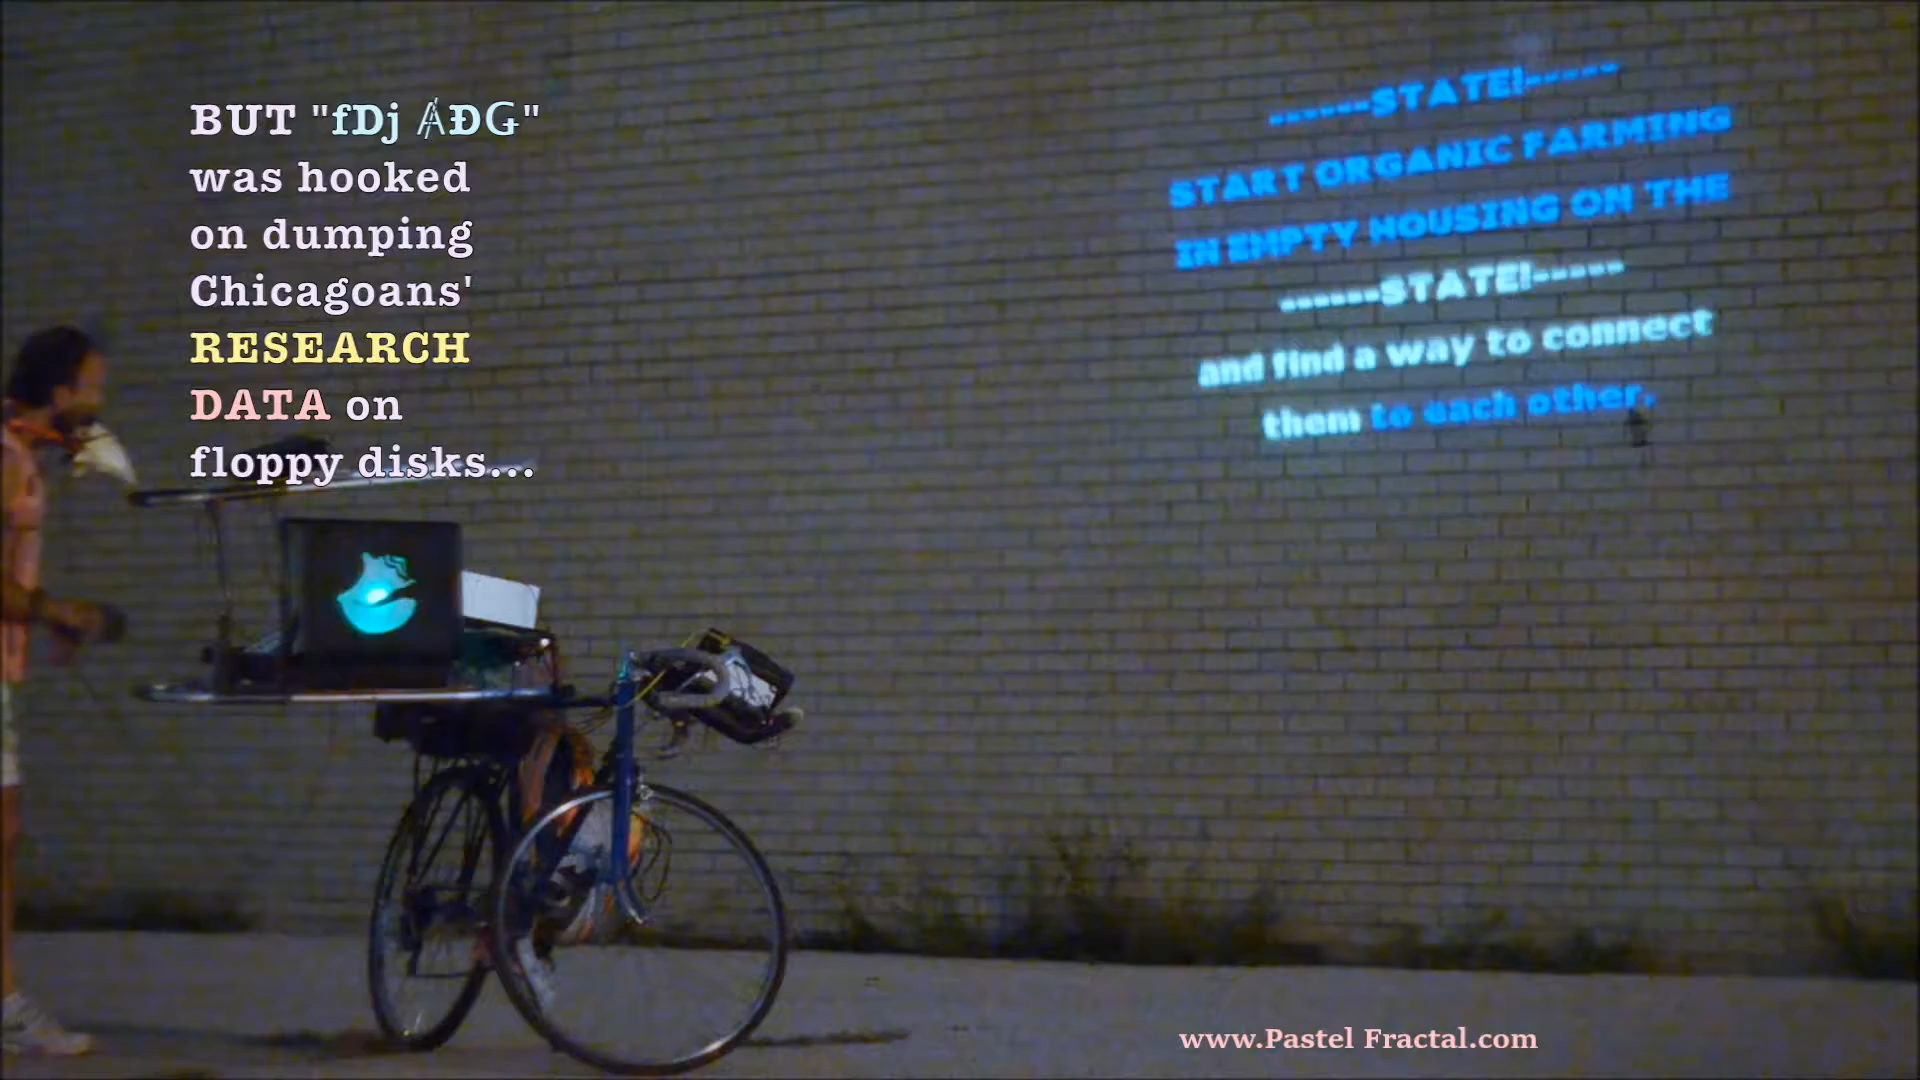 BUT "fDj ȺĐǤ"
was hooked
on dumping
Chicagoans'
RESEARCH
DATA on
floppy disks...
------STATE!-----
START ORGANIC FARMING
IN EMPTY HOUSING ON THE
------STATE!-----
and find a way to connect
them to each other.
www.Pastel Fractal.com